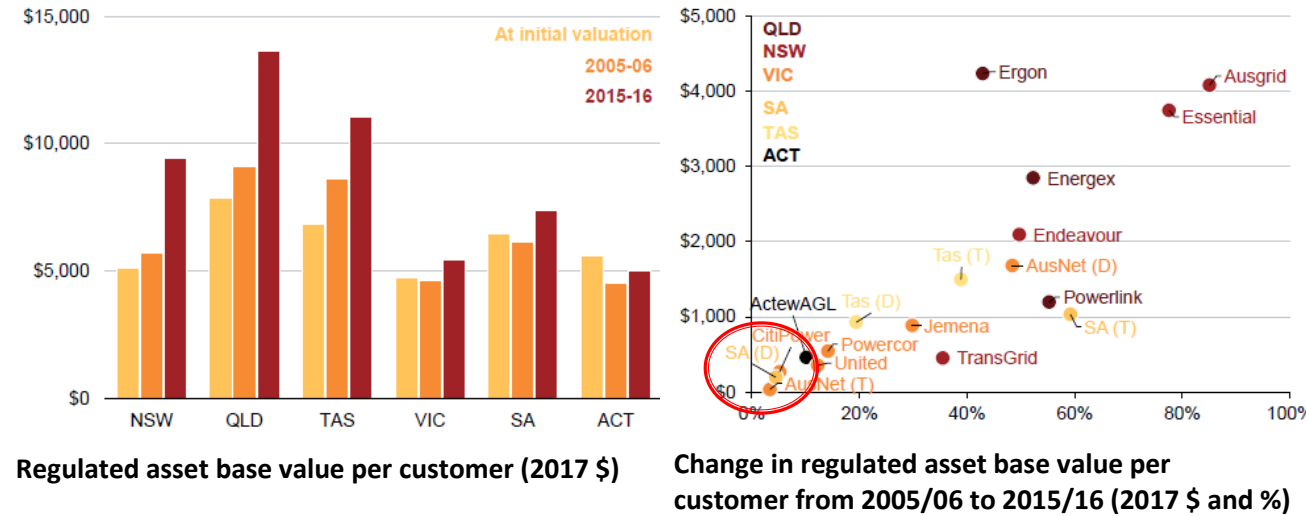 $15,000
$10,000
$5,000
$0
At initial valuation
2005-06
2015-16
NSW QLD TAS VIC SA ACT
Regulated asset base value per customer (2017 $)
$5,000
$4,000
$3,000
$2,000
$1,000
$0
QLD
NSW
VIC
SA
TAS
ACT
Ergon
Ausgrid
Essential
Energex
Endeavour
Tas (T)
AusNet (D)
Powerlink
ActewAGL
Tas (D)
SA (T)
Jemena
CitiPower
Powercor
SA (D)
United
TransGrid
AusNet (T)
0% 20% 40% 60% 80% 100%
Change in regulated asset base value per
customer from 2005/06 to 2015/16 (2017 $ and %)